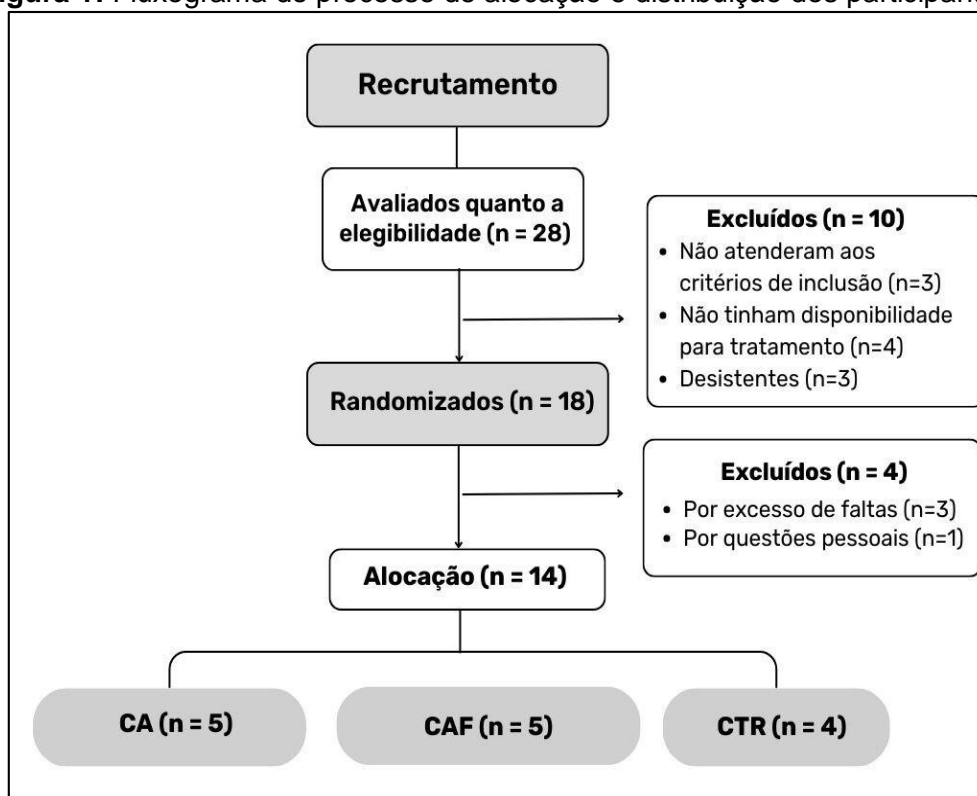 Recrutamento
Avaliados quanto a
elegibilidade (n = 28)
Excluídos (n = 10)
• Não atenderam aos
critérios de inclusão (n=3)
• Não tinham disponibilidade
para tratamento (n=4)
• Desistentes (n=3)
Randomizados (n = 18)
Excluídos (n = 4)
• Por excesso de faltas (n=3)
• Por questões pessoais (n=1)
Alocação (n = 14)
CA (n = 5)
CAF (n = 5)
CTR (n = 4)